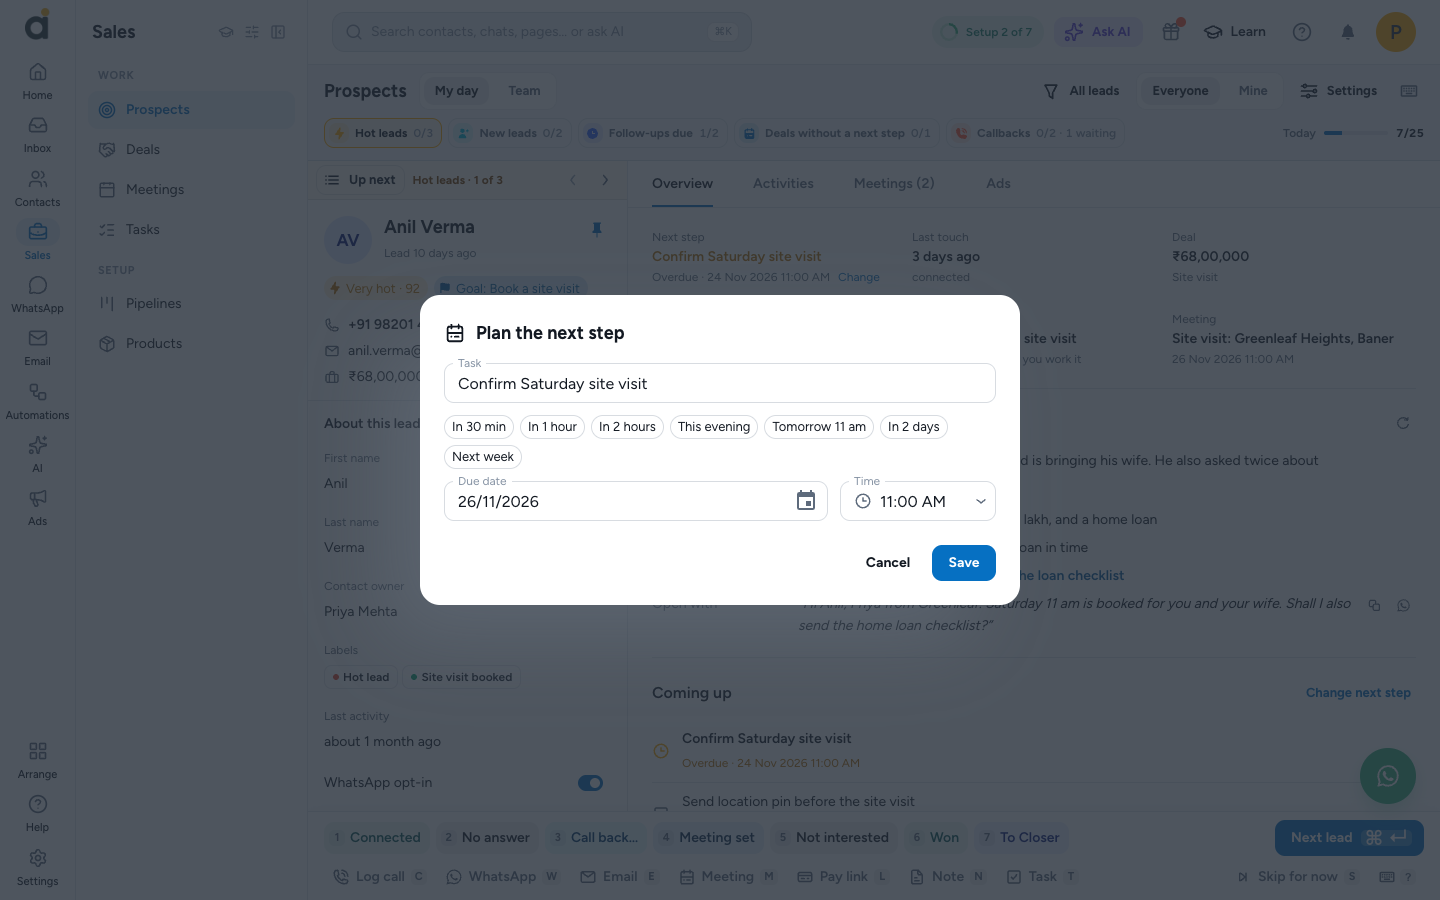 Sales
Search contacts, chats, pages... or ask AI
⌘K
Setup 2 of 7
Ask AI
Learn
P
Home
Inbox
Contacts
Sales
WhatsApp
Email
Automations
AI
Ads
Arrange
Help
Settings
WORK
Prospects
Deals
Meetings
Tasks
SETUP
Pipelines
Products
Prospects
My day
Team
All leads
Everyone
Mine
Settings
Hot leads 0/3
New leads 0/2
Follow-ups due 1/2
Deals without a next step 0/1
Callbacks 0/2 · 1 waiting
Today
7/25
Up next
Hot leads · 1 of 3
AV
Anil Verma
Lead 10 days ago
Very hot · 92
Goal: Book a site visit
+91 98201
anil.verma@
₹68,00,000
About this lead
First name
Anil
Last name
Verma
Contact owner
Priya Mehta
Labels
Hot lead
Site visit booked
Last activity
about 1 month ago
WhatsApp opt-in
Overview
Activities
Meetings (2)
Ads
Next step
Confirm Saturday site visit
Overdue · 24 Nov 2026 11:00 AM Change
Last touch
3 days ago
connected
Deal
₹68,00,000
Site visit
site visit
you work it
Meeting
Site visit: Greenleaf Heights, Baner
26 Nov 2026 11:00 AM
d is bringing his wife. He also asked twice about
lakh, and a home loan
oan in time
he loan checklist
Open with
"Hi Anil, Priya from Greenleaf. Saturday 11 am is booked for you and your wife. Shall I also
send the home loan checklist?"
Coming up
Change next step
Confirm Saturday site visit
Overdue · 24 Nov 2026 11:00 AM
Send location pin before the site visit
Plan the next step
Task
Confirm Saturday site visit
In 30 min
In 1 hour
In 2 hours
This evening
Tomorrow 11 am
In 2 days
Next week
Due date
26/11/2026
Time
11:00 AM
Cancel
Save
1 Connected
2 No answer
3 Call back...
4 Meeting set
5 Not interested
6 Won
7 To Closer
Next lead ⌘
Log call C
WhatsApp W
Email E
Meeting M
Pay link L
Note N
Task T
Skip for now S
?